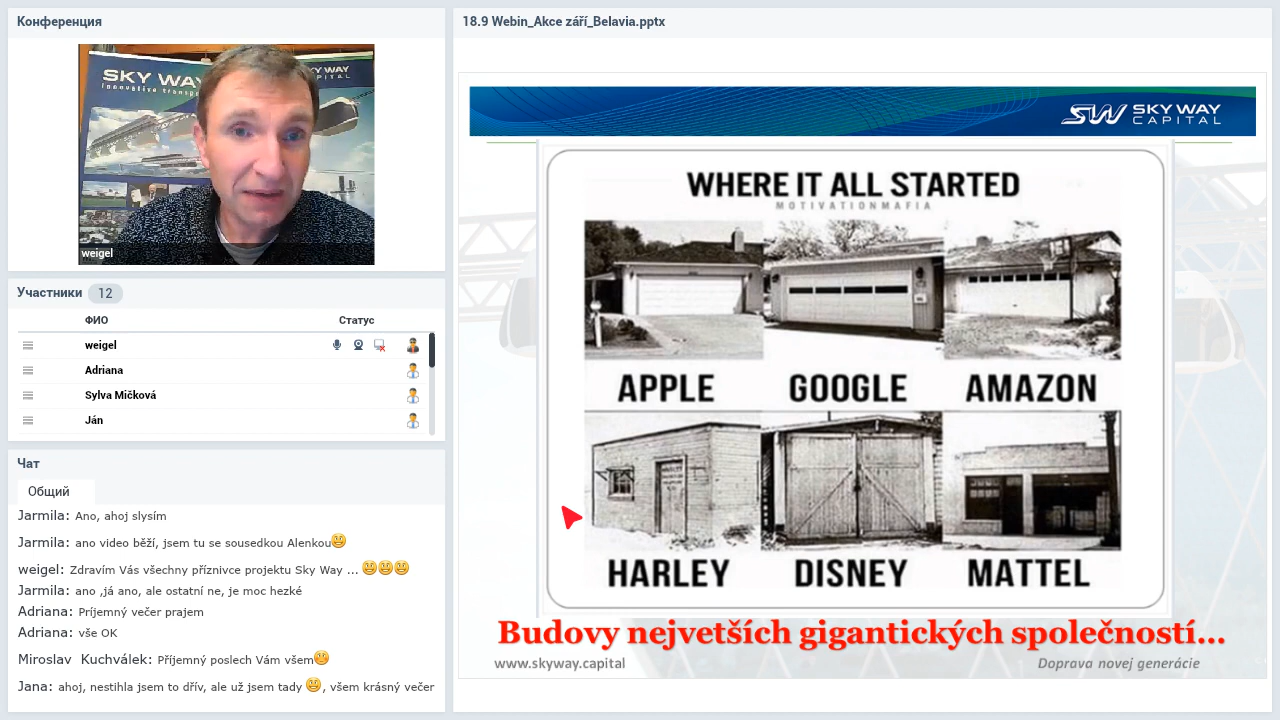 Конференция
SKY WAY
CAPITAL
weigel
Участники 12
ФИО Статус
weigel
Adriana
Sylva Mičková
Ján
Чат
Общий
Jarmila: Ano, ahoj slysím
Jarmila: ano video běží, jsem tu se sousedkou Alenkou
weigel: Zdravím Vás všechny příznivce projektu Sky Way ...
Jarmila: ano ,já ano, ale ostatní ne, je moc hezké
Adriana: Príjemný večer prajem
Adriana: vše OK
Miroslav Kuchválek: Příjemný poslech Vám všem
Jana: ahoj, nestihla jsem to dřív, ale už jsem tady , všem krásný večer
18.9 Webin_Akce září_Belavia.pptx
SW SKY WAY
CAPITAL
WHERE IT ALL STARTED
MOTIVATIONMAFIA
APPLE GOOGLE AMAZON
HARLEY DISNEY MATTEL
Budovy nejvetších gigantických společností...
www.skyway.capital Doprava novej generácie